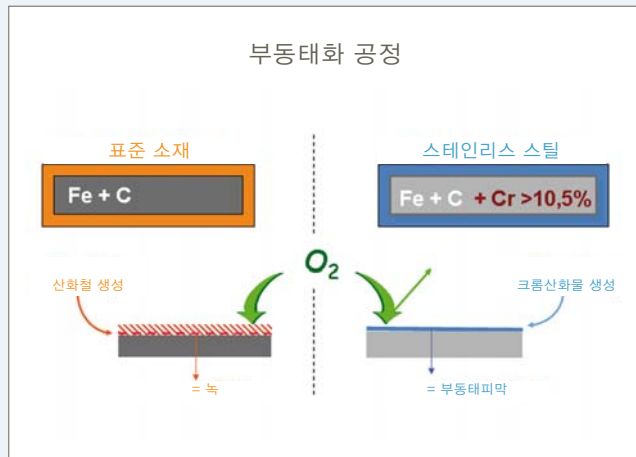 부동태화 공정
표준 소재
스테인리스 스틸
Fe + C
Fe + C + Cr >10,5%
O2
산화철 생성
크롬산화물 생성
= 녹
= 부동태피막